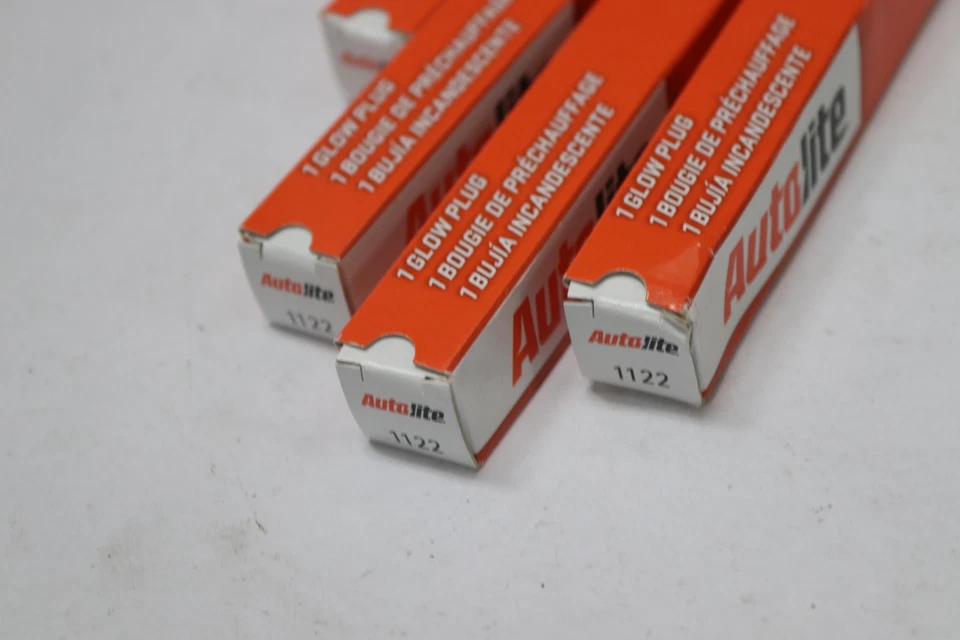 1 GLOW PLUG
1 BOUGIE DE PRÉCHAUFFAGE
1 BUJÍA INCANDESCENTE
Autolite
1122
1 GLOW PLUG
1 BOUGIE DE PRÉCHAUFFAGE
1 BUJÍA INCANDESCENTE
Autolite
1122
1 GLOW PLUG
1 BOUGIE DE PRÉCHAUFFAGE
1 BUJÍA INCANDESCENTE
Autolite
Autolite
1122